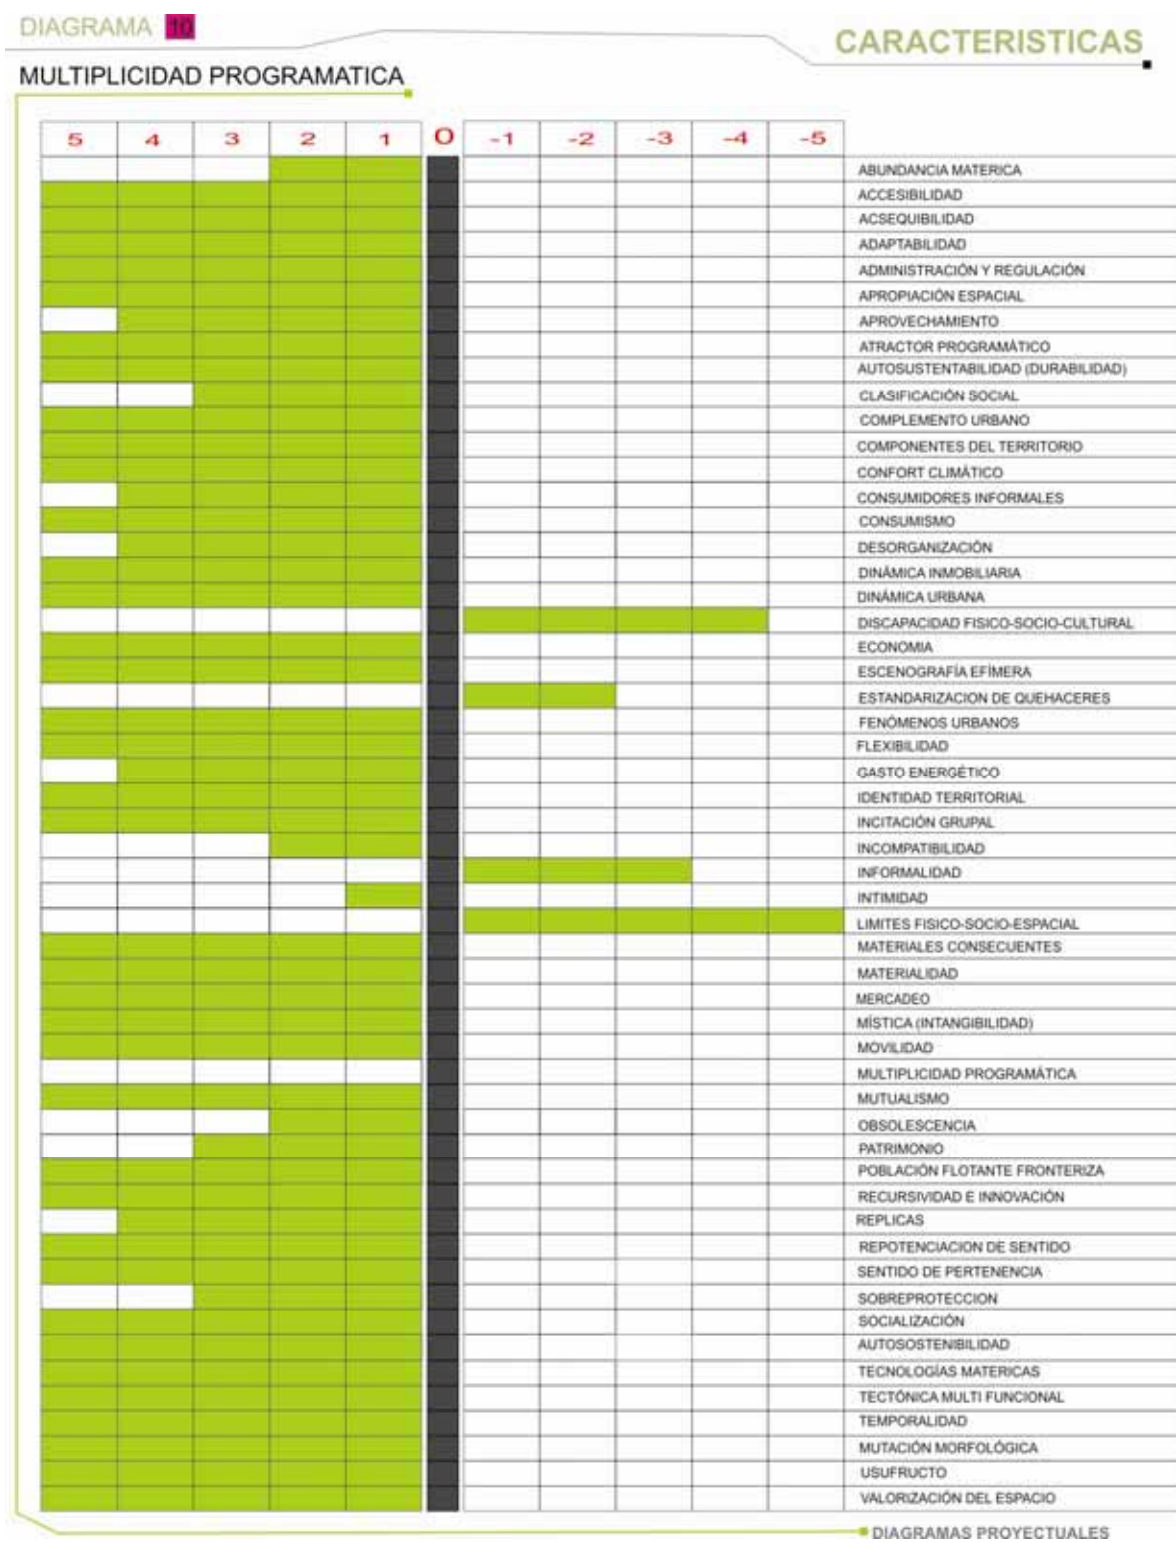 DIAGRAMA 10
CARACTERISTICAS
MULTIPLICIDAD PROGRAMATICA
5 4 3 2 1 O -1 -2 -3 -4 -5
ABUNDANCIA MATERICA
ACCESIBILIDAD
ACSEQUIBILIDAD
ADAPTABILIDAD
ADMINISTRACIÓN Y REGULACIÓN
APROPIACIÓN ESPACIAL
APROVECHAMIENTO
ATRACTOR PROGRAMÁTICO
AUTOSUSTENTABILIDAD (DURABILIDAD)
CLASIFICACIÓN SOCIAL
COMPLEMENTO URBANO
COMPONENTES DEL TERRITORIO
CONFORT CLIMÁTICO
CONSUMIDORES INFORMALES
CONSUMISMO
DESORGANIZACIÓN
DINÁMICA INMOBILIARIA
DINÁMICA URBANA
DISCAPACIDAD FISICO-SOCIO-CULTURAL
ECONOMIA
ESCENOGRAFÍA EFÍMERA
ESTANDARIZACION DE QUEHACERES
FENÓMENOS URBANOS
FLEXIBILIDAD
GASTO ENERGÉTICO
IDENTIDAD TERRITORIAL
INCITACIÓN GRUPAL
INCOMPATIBILIDAD
INFORMALIDAD
INTIMIDAD
LIMITES FISICO-SOCIO-ESPACIAL
MATERIALES CONSECUENTES
MATERIALIDAD
MERCADEO
MÍSTICA (INTANGIBILIDAD)
MOVILIDAD
MULTIPLICIDAD PROGRAMÁTICA
MUTUALISMO
OBSOLESCENCIA
PATRIMONIO
POBLACIÓN FLOTANTE FRONTERIZA
RECURSIVIDAD E INNOVACIÓN
REPLICAS
REPOTENCIACION DE SENTIDO
SENTIDO DE PERTENENCIA
SOBREPROTECCION
SOCIALIZACIÓN
AUTOSOSTENIBILIDAD
TECNOLOGÍAS MATERICAS
TECTÓNICA MULTI FUNCIONAL
TEMPORALIDAD
MUTACIÓN MORFOLÓGICA
USUFRUCTO
VALORIZACIÓN DEL ESPACIO
DIAGRAMAS PROYECTUALES